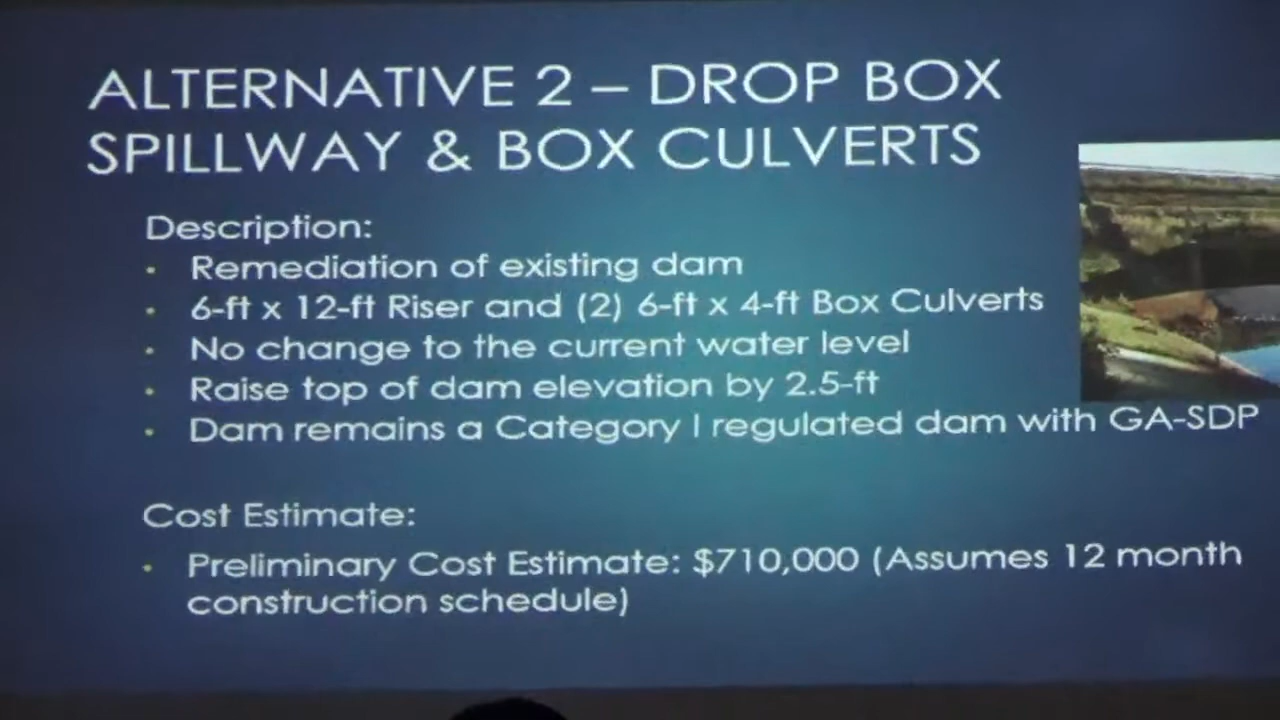 ALTERNATIVE 2 – DROP BOX
SPILLWAY & BOX CULVERTS
Description:
• Remediation of existing dam
• 6-ft x 12-ft Riser and (2) 6-ft x 4-ft Box Culverts
• No change to the current water level
• Raise top of dam elevation by 2.5-ft
• Dam remains a Category I regulated dam with GA-SDP
Cost Estimate:
• Preliminary Cost Estimate: $710,000 (Assumes 12 month
construction schedule)